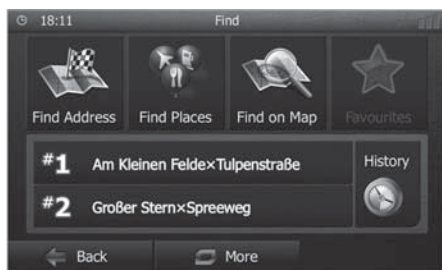 18:11 Find
Find Address Find Places Find on Map Favourites
#1 Am Kleinen Felde×Tulpenstraße
History
#2 Großer Stern×Spreeweg
Back More